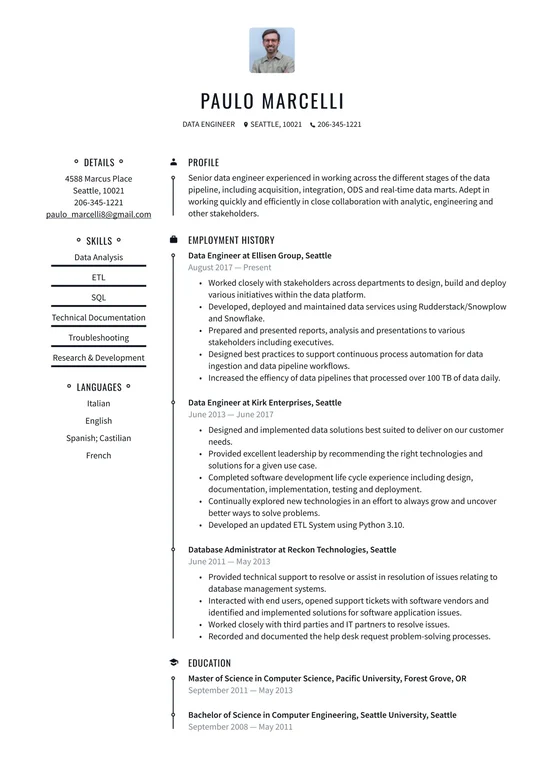 PAULO MARCELLI
DATA ENGINEER SEATTLE, 10021 206-345-1221
DETAILS
4588 Marcus Place
Seattle, 10021
206-345-1221
paulo_marcelli8@gmail.com
SKILLS
Data Analysis
ETL
SQL
Technical Documentation
Troubleshooting
Research & Development
LANGUAGES
Italian
English
Spanish; Castilian
French
PROFILE
Senior data engineer experienced in working across the different stages of the data
pipeline, including acquisition, integration, ODS and real-time data marts. Adept in
working quickly and efficiently in close collaboration with analytic, engineering and
other stakeholders.
EMPLOYMENT HISTORY
Data Engineer at Ellisen Group, Seattle
August 2017 — Present
• Worked closely with stakeholders across departments to design, build and deploy
various initiatives within the data platform.
• Developed, deployed and maintained data services using Rudderstack/Snowplow
and Snowflake.
• Prepared and presented reports, analysis and presentations to various
stakeholders including executives.
• Designed best practices to support continuous process automation for data
ingestion and data pipeline workflows.
• Increased the effiency of data pipelines that processed over 100 TB of data daily.
Data Engineer at Kirk Enterprises, Seattle
June 2013 — June 2017
• Designed and implemented data solutions best suited to deliver on our customer
needs.
• Provided excellent leadership by recommending the right technologies and
solutions for a given use case.
• Completed software development life cycle experience including design,
documentation, implementation, testing and deployment.
• Continually explored new technologies in an effort to always grow and uncover
better ways to solve problems.
• Developed an updated ETL System using Python 3.10.
Database Administrator at Reckon Technologies, Seattle
June 2011 — May 2013
• Provided technical support to resolve or assist in resolution of issues relating to
database management systems.
• Interacted with end users, opened support tickets with software vendors and
identified and implemented solutions for software application issues.
• Worked closely with third parties and IT partners to resolve issues.
• Recorded and documented the help desk request problem-solving processes.
EDUCATION
Master of Science in Computer Science, Pacific University, Forest Grove, OR
September 2011 — May 2013
Bachelor of Science in Computer Engineering, Seattle University, Seattle
September 2008 — May 2011